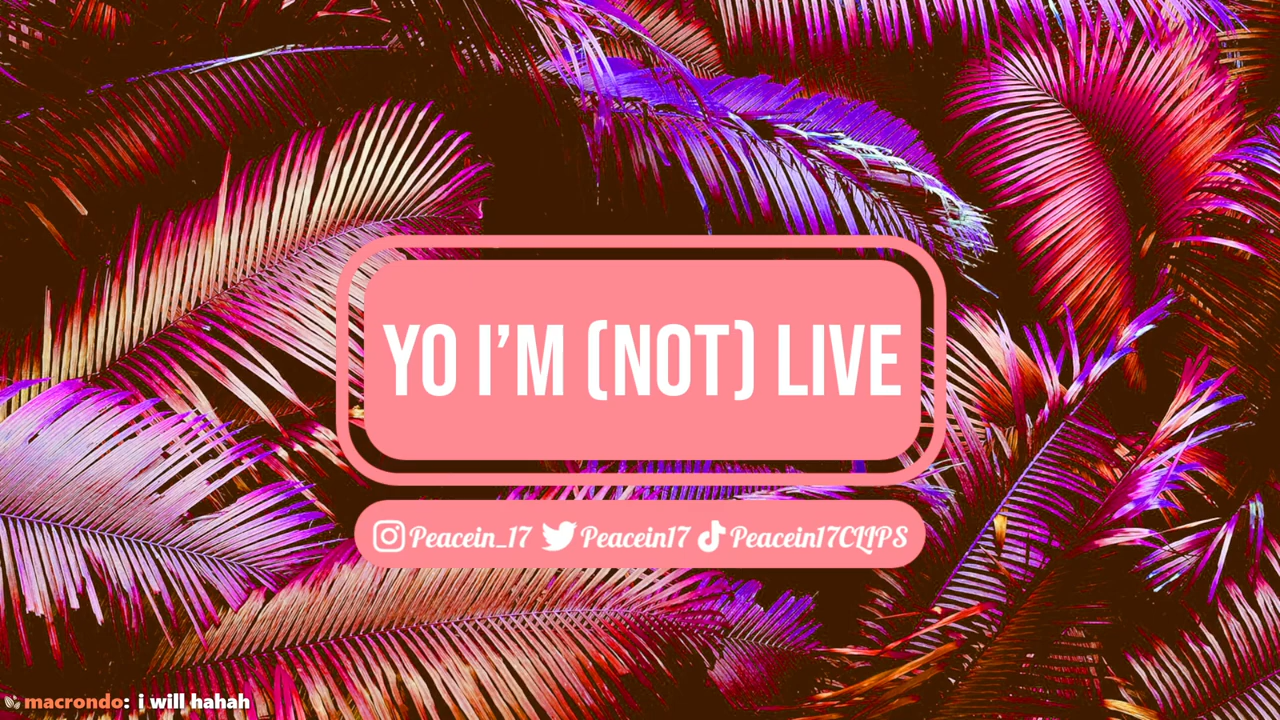 YO I'M (NOT) LIVE
Peacein_17 Peacein17 Peacein17CLIPS
macrondo: i will hahah